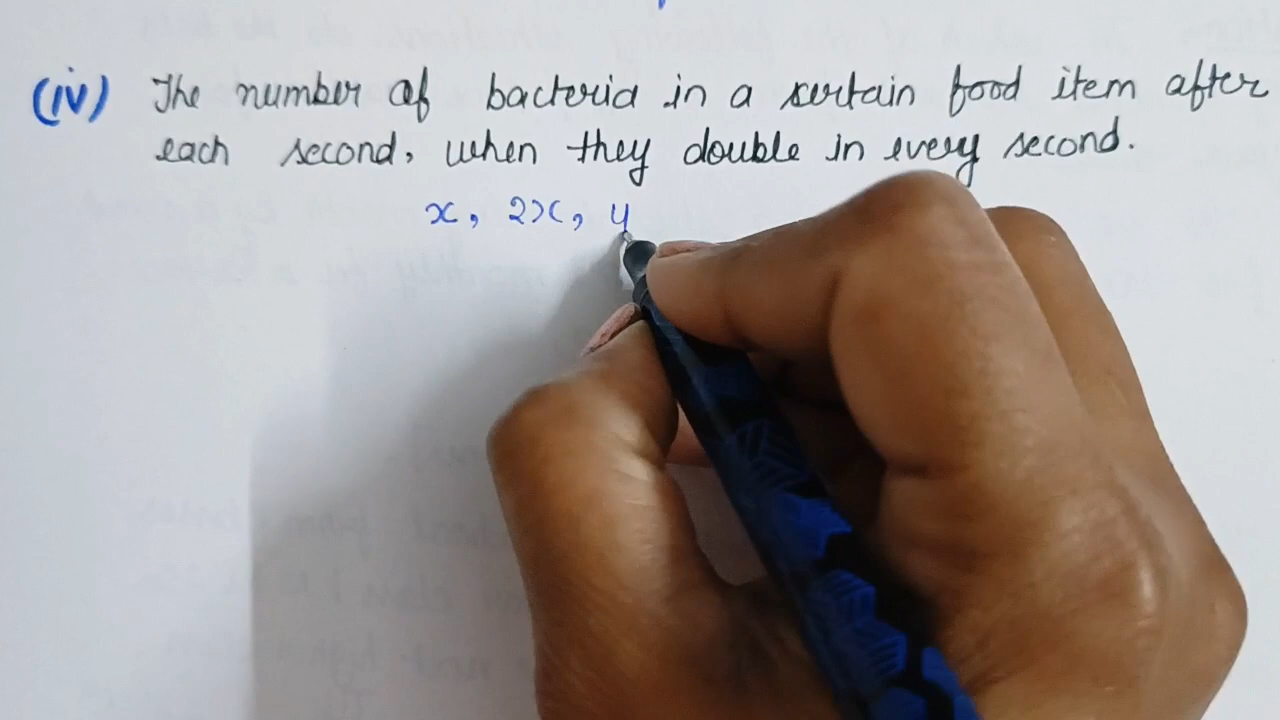 (iv) The number of bacteria in a certain food item after
each second, when they double in every second.
x, 2x, 4